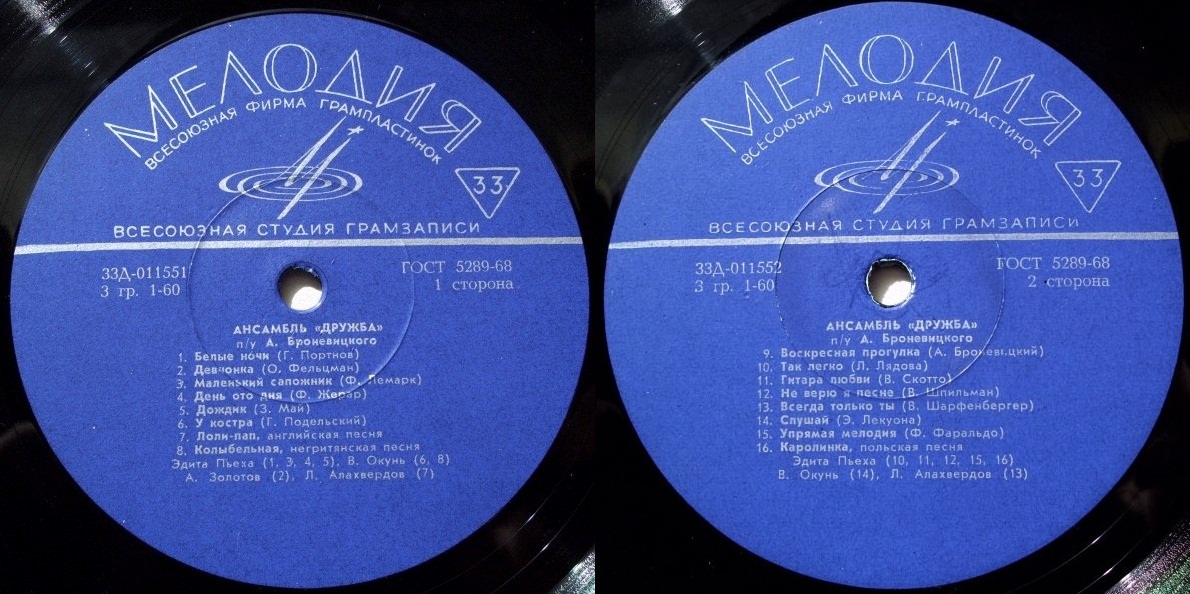 МЕЛОДИЯ
ВСЕСОЮЗНАЯ ФИРМА ГРАМПЛАСТИНОК
33
ВСЕСОЮЗНАЯ СТУДИЯ ГРАМЗАПИСИ
33Д-011551 ГОСТ 5289-68
3 гр. 1-60 1 сторона
АНСАМБЛЬ «ДРУЖБА»
п/у А. Броневицкого
1. Белые ночи (Г. Портнов)
2. Девчонка (О. Фельцман)
3. Маленький сапожник (Ф. Лемарк)
4. День ото дня (Ф. Жерар)
5. Дождик (З. Май)
6. У костра (Г. Подельский)
7. Лоли-пап, английская песня
8. Колыбельная, негритянская песня
Эдита Пьеха (1, 3, 4, 5), В. Окунь (6, 8)
А. Золотов (2), Л. Алахвердов (7)
МЕЛОДИЯ
ВСЕСОЮЗНАЯ ФИРМА ГРАМПЛАСТИНОК
33
ВСЕСОЮЗНАЯ СТУДИЯ ГРАМЗАПИСИ
33Д-011552 ГОСТ 5289-68
3 гр. 1-60 2 сторона
АНСАМБЛЬ «ДРУЖБА»
п/у А. Броневицкого
9. Воскресная прогулка (А. Броневицкий)
10. Так легко (Л. Лядова)
11. Гитара любви (В. Скотто)
12. Не верю я песне (В. Шпильман)
13. Всегда только ты (В. Шарфенбергер)
14. Слушай (Э. Лекуона)
15. Упрямая мелодия (Ф. Фаральдо)
16. Каролинка, польская песня
Эдита Пьеха (10, 11, 12, 15, 16)
В. Окунь (14), Л. Алахвердов (13)